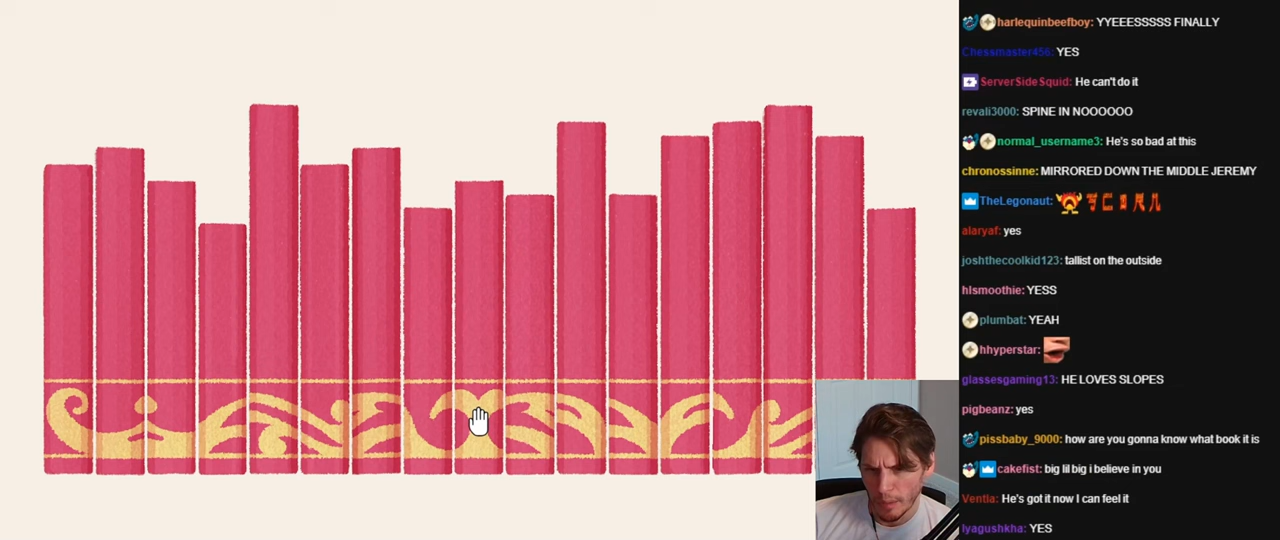 harlequinbeefboy: YYEEESSSSS FINALLY
Chessmaster456: YES
ServerSideSquid: He can't do it
revali3000: SPINE IN NOOOOOO
normal_username3: He's so bad at this
chronossinne: MIRRORED DOWN THE MIDDLE JEREMY
TheLegonaut:
alaryaf: yes
joshthecoolkid123: tallist on the outside
hlsmoothie: YESS
plumbat: YEAH
hhyperstar:
glassesgaming13: HE LOVES SLOPES
pigbeanz: yes
pissbaby_9000: how are you gonna know what book it is
cakefist: big lil big i believe in you
Ventia: He's got it now I can feel it
lyagushkha: YES